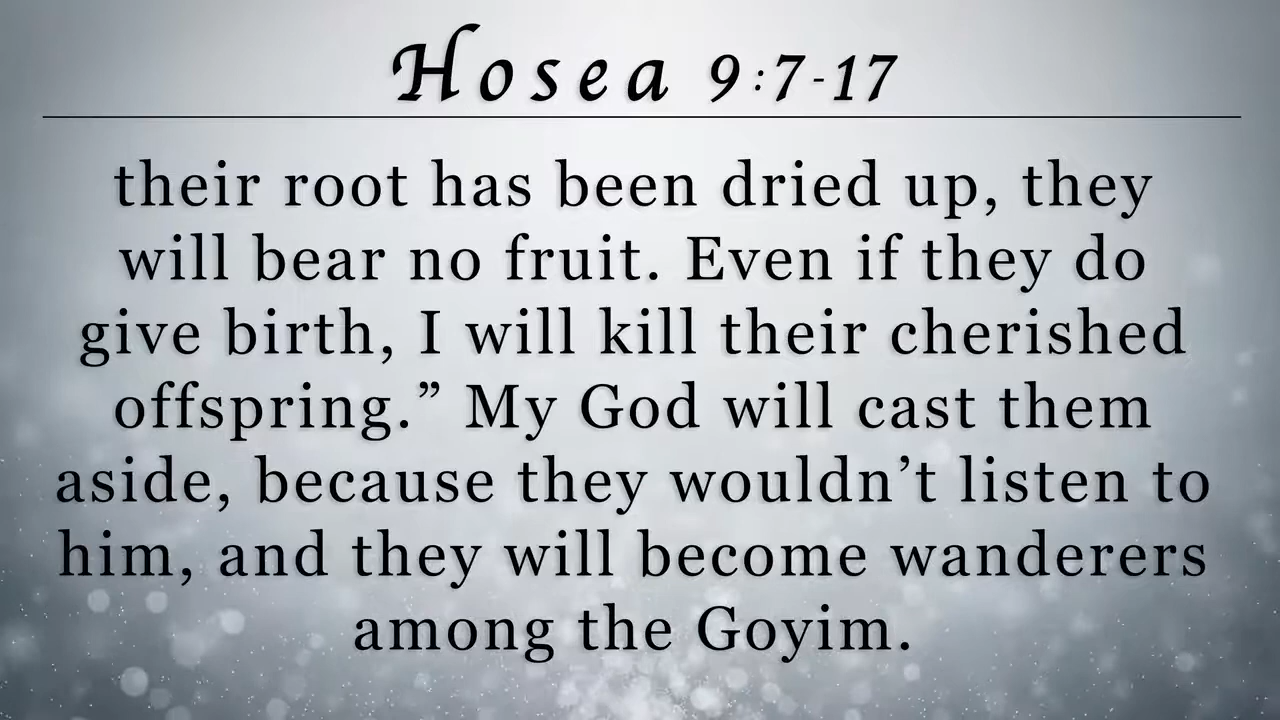 Hosea 9:7-17
their root has been dried up, they
will bear no fruit. Even if they do
give birth, I will kill their cherished
offspring.” My God will cast them
aside, because they wouldn’t listen to
him, and they will become wanderers
among the Goyim.